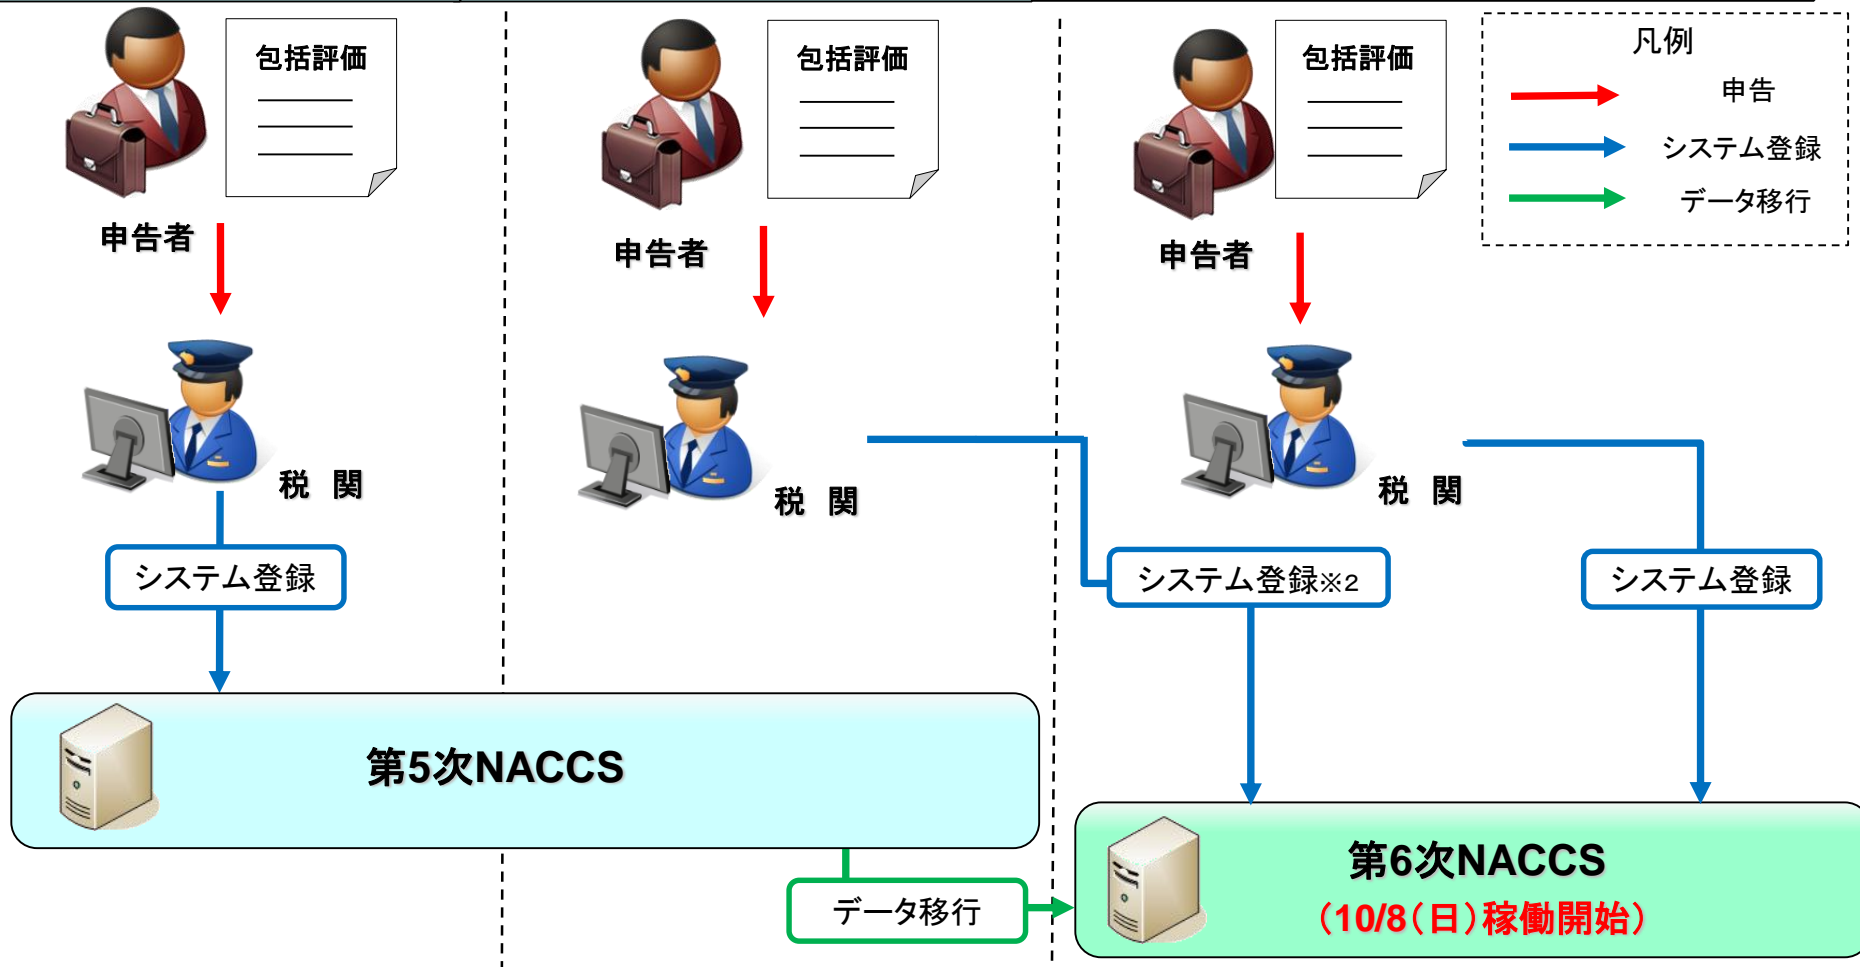 包括評価
包括評価
包括評価
凡例
申告
システム登録
データ移行
申告者
申告者
申告者
税 関
税 関
税 関
システム登録
システム登録※2
システム登録
第5次NACCS
第6次NACCS
（10/8（日）稼働開始）
データ移行